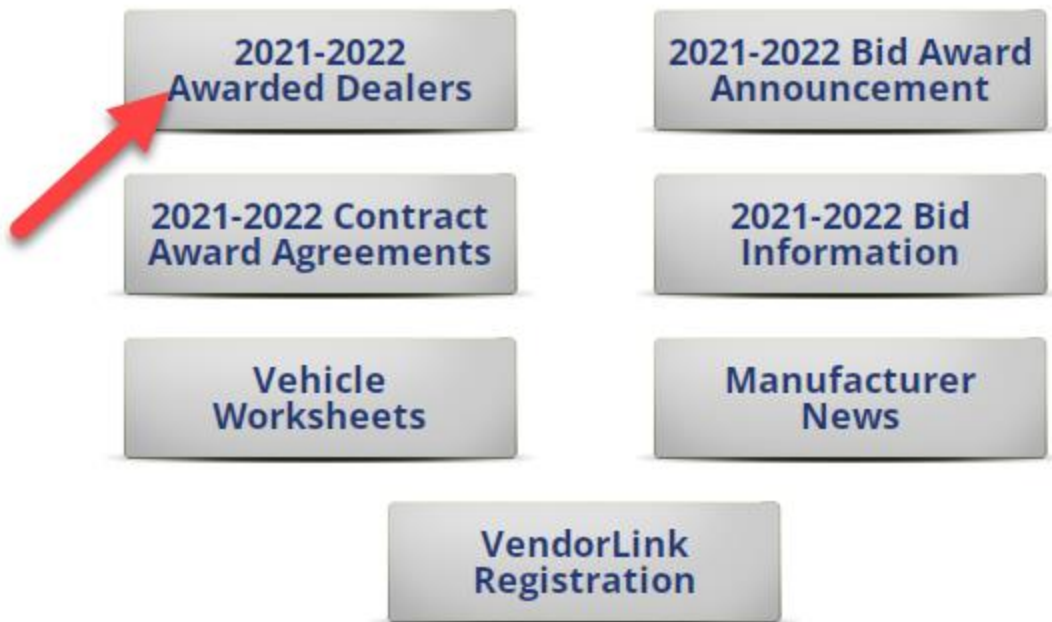 2021-2022
Awarded Dealers
2021-2022 Bid Award
Announcement
2021-2022 Contract
Award Agreements
2021-2022 Bid
Information
Vehicle
Worksheets
Manufacturer
News
VendorLink
Registration